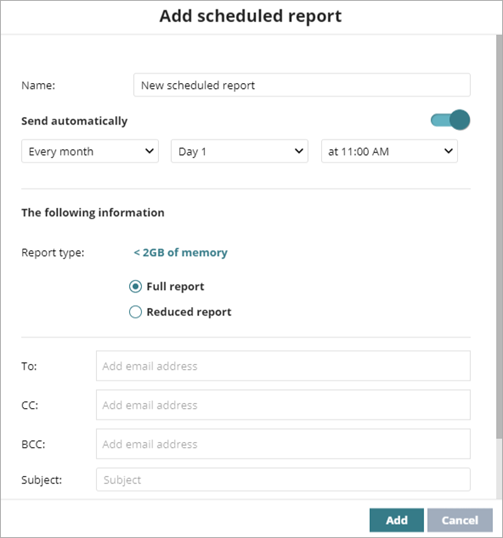 Add scheduled report
Name: New scheduled report
Send automatically
Every month Day 1 at 11:00 AM
The following information
Report type: < 2GB of memory
Full report
Reduced report
To: Add email address
CC: Add email address
BCC: Add email address
Subject: Subject
Add Cancel